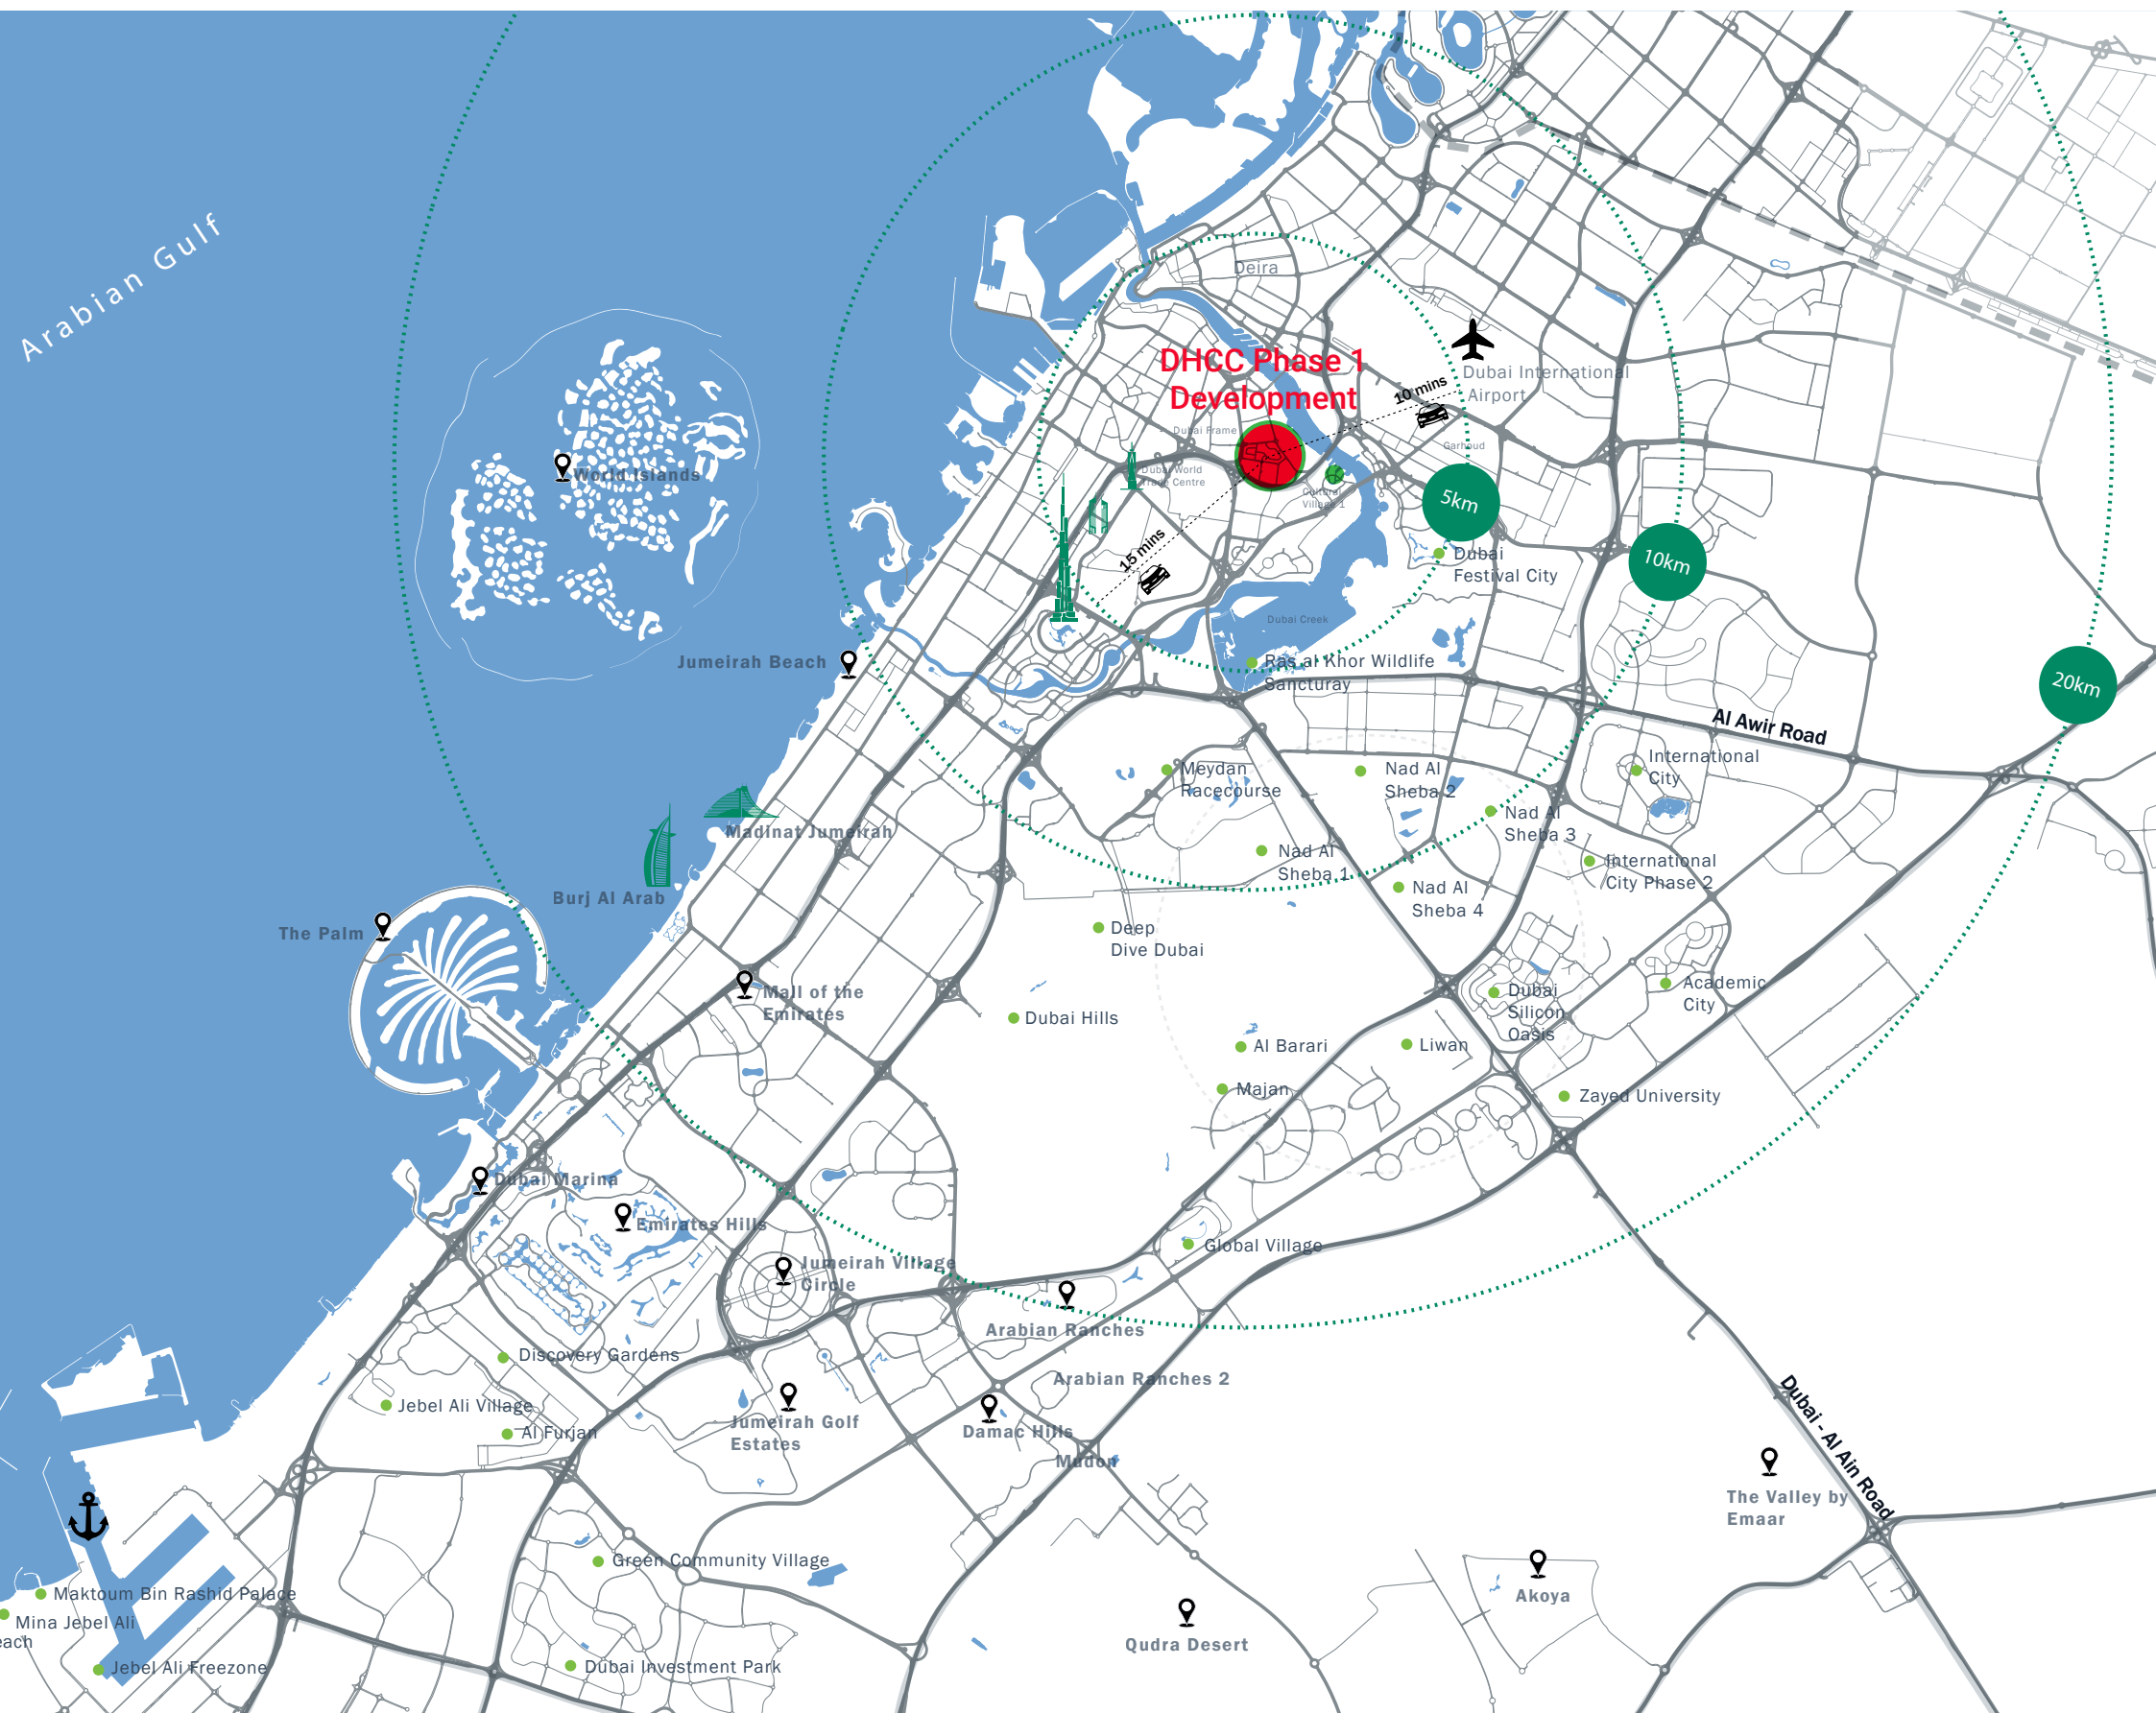 Arabian Gulf
Deira
DHCC Phase 1
Development
Dubai International
Airport
10 mins
Dubai Frame
Garhoud
Dubai World
Trade Centre
Cultural
Village 1
World Islands
5km
15 mins
Dubai
Festival City
10km
Dubai Creek
Jumeirah Beach
Ras al Khor Wildlife
Sancturay
20km
Al Awir Road
International
City
Meydan
Racecourse
Nad Al
Sheba 2
Nad Al
Sheba 3
Madinat Jumeirah
Nad Al
Sheba 1
International
City Phase 2
Burj Al Arab
Nad Al
Sheba 4
The Palm
Deep
Dive Dubai
Mall of the
Emirates
Academic
City
Dubai
Silicon
Oasis
Dubai Hills
Al Barari
Liwan
Majan
Zayed University
Dubai Marina
Emirates Hills
Global Village
Jumeirah Village
Circle
Arabian Ranches
Discovery Gardens
Arabian Ranches 2
Jebel Ali Village
Jumeirah Golf
Estates
Damac Hills
Al Furjan
Mudon
Dubai - Al Ain Road
The Valley by
Emaar
Green Community Village
Maktoum Bin Rashid Palace
Akoya
Mina Jebel Ali
each
Qudra Desert
Jebel Ali Freezone
Dubai Investment Park